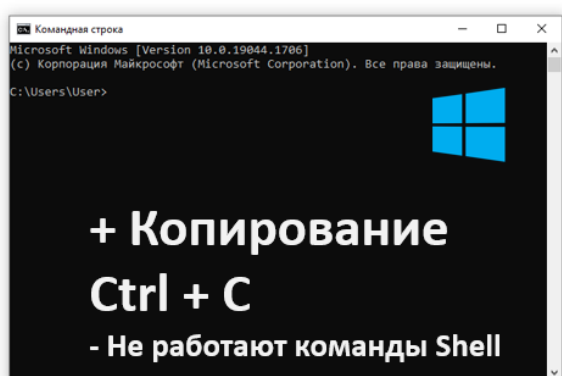 Командная строка
Microsoft Windows [Version 10.0.19044.1706]
(c) Корпорация Майкрософт (Microsoft Corporation). Все права защищены.
C:\Users\User>
+ Копирование
Ctrl + C
- Не работают команды Shell